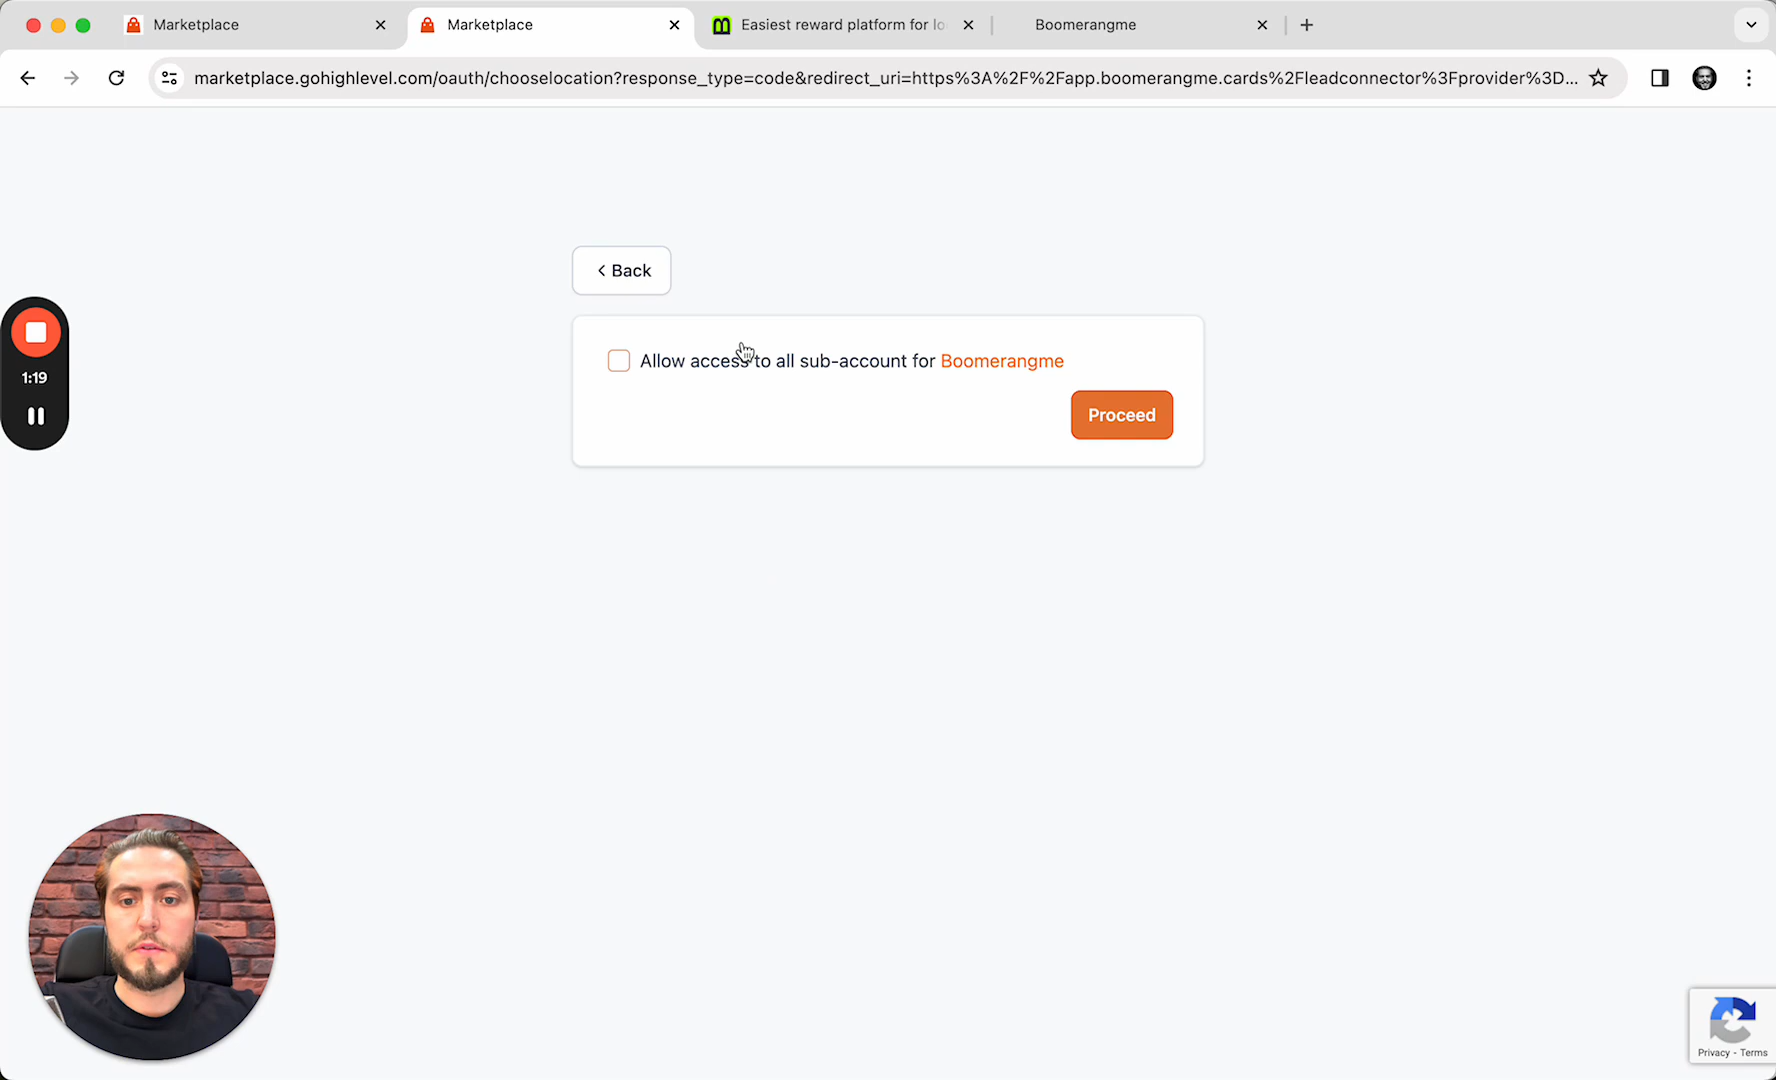 Marketplace
Marketplace
Easiest reward platform for lo
Boomerangme
marketplace.gohighlevel.com/oauth/chooselocation?response_type=code&redirect_uri=https%3A%2F%2Fapp.boomerangme.cards%2Fleadconnector%3Fprovider%3D...
Back
Allow access to all sub-account for Boomerangme
Proceed
1:19
Privacy - Terms